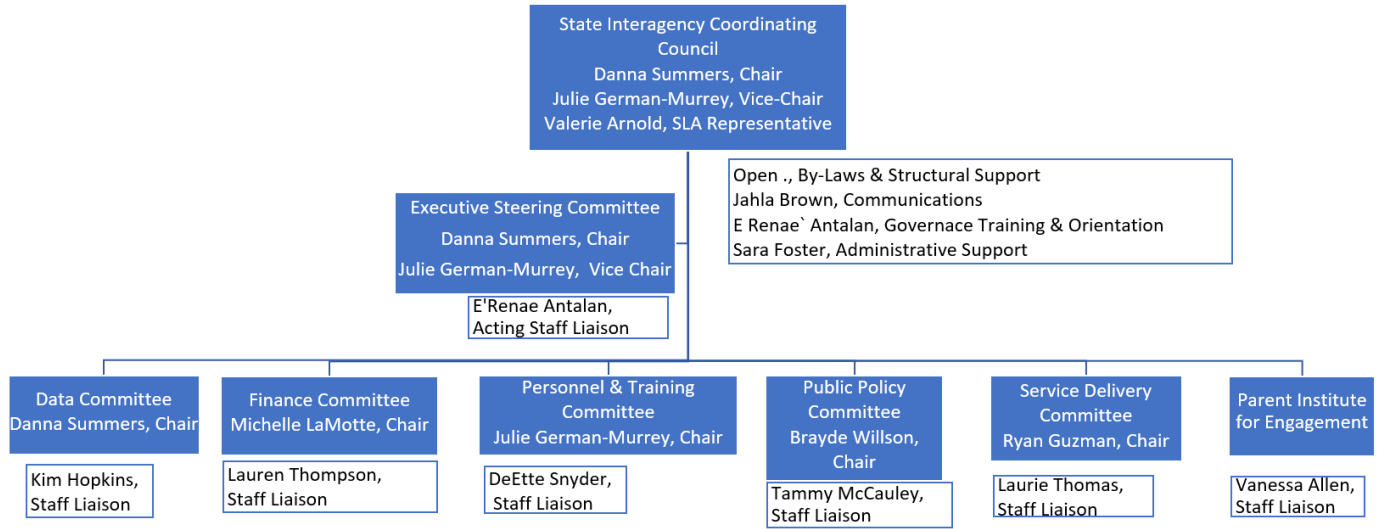 State Interagency Coordinating
Council
Danna Summers, Chair
Julie German-Murrey, Vice-Chair
Valerie Arnold, SLA Representative
Open ., By-Laws & Structural Support
Jahla Brown, Communications
E Renae` Antalan, Governace Training & Orientation
Sara Foster, Administrative Support
Executive Steering Committee
Danna Summers, Chair
Julie German-Murrey, Vice Chair
E'Renae Antalan,
Acting Staff Liaison
Data Committee
Danna Summers, Chair
Kim Hopkins,
Staff Liaison
Finance Committee
Michelle LaMotte, Chair
Lauren Thompson,
Staff Liaison
Personnel & Training
Committee
Julie German-Murrey, Chair
DeEtte Snyder,
Staff Liaison
Public Policy
Committee
Brayde Willson,
Chair
Tammy McCauley,
Staff Liaison
Service Delivery
Committee
Ryan Guzman, Chair
Laurie Thomas,
Staff Liaison
Parent Institute
for Engagement
Vanessa Allen,
Staff Liaison